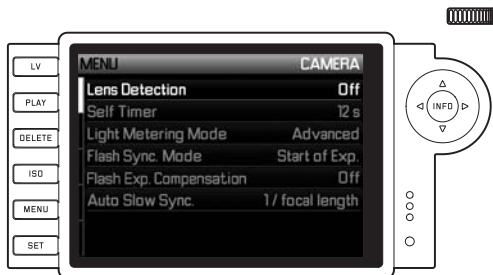 LV
PLAY
DELETE
ISO
MENU
SET
MENU CAMERA
Lens Detection Off
Self Timer 12 s
Light Metering Mode Advanced
Flash Sync. Mode Start of Exp.
Flash Exp. Compensation Off
Auto Slow Sync. 1/ focal length
INFO